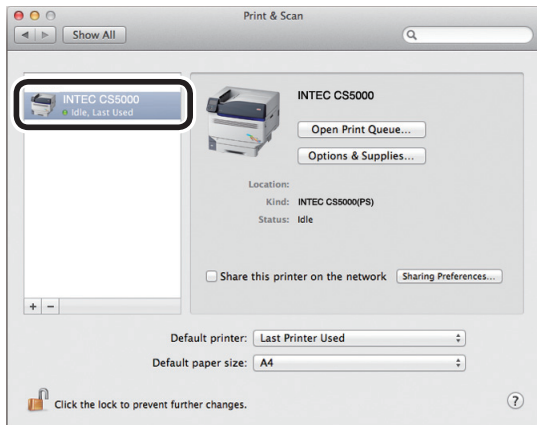 Print & Scan
Show All
INTEC CS5000
Idle, Last Used
INTEC CS5000
Open Print Queue...
Options & Supplies...
Location:
Kind: INTEC CS5000(PS)
Status: Idle
Share this printer on the network Sharing Preferences...
+ −
Default printer: Last Printer Used
Default paper size: A4
Click the lock to prevent further changes. ?